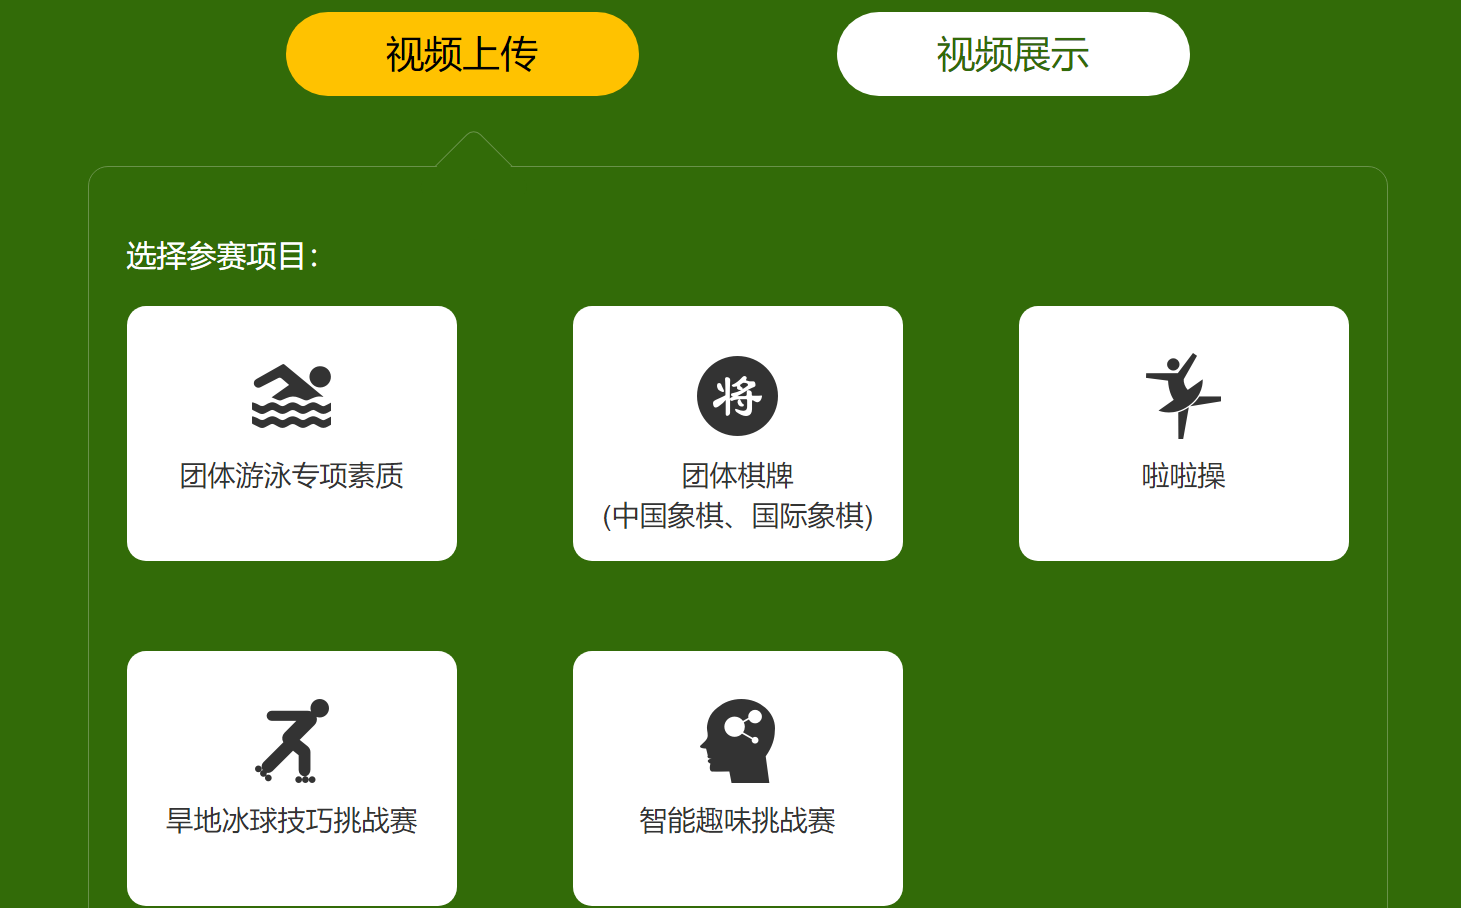 视频上传
视频展示
选择参赛项目：
团体游泳专项素质
将
团体棋牌
(中国象棋、国际象棋)
啦啦操
旱地冰球技巧挑战赛
智能趣味挑战赛